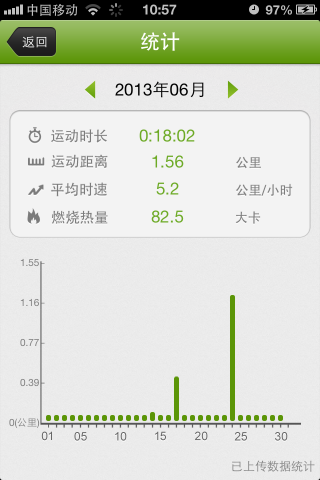 中国移动 10:57 97%
返回 统计
2013年06月
运动时长 0:18:02
运动距离 1.56 公里
平均时速 5.2 公里/小时
燃烧热量 82.5 大卡
1.55
1.16
0.77
0.39
0(公里)
01 05 10 15 20 25 30
已上传数据统计